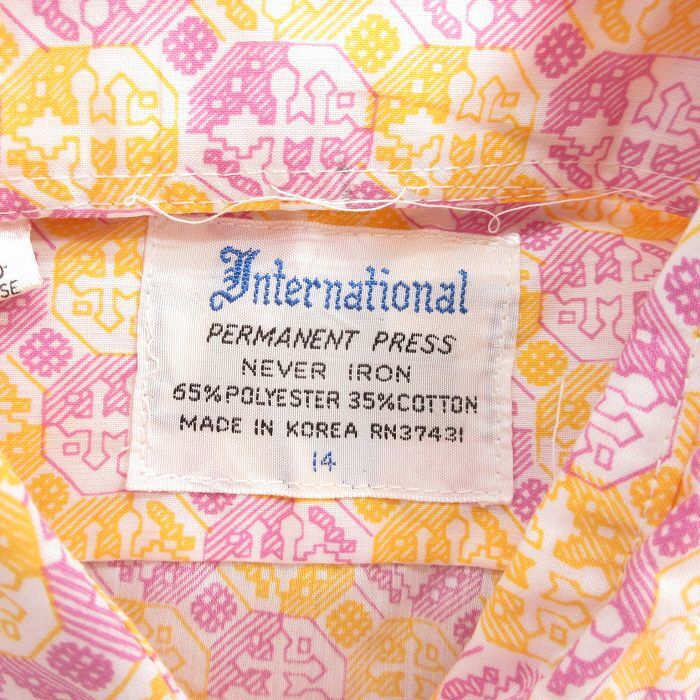 International
PERMANENT PRESS
NEVER IRON
65% POLYESTER 35% COTTON
MADE IN KOREA RN37431
14